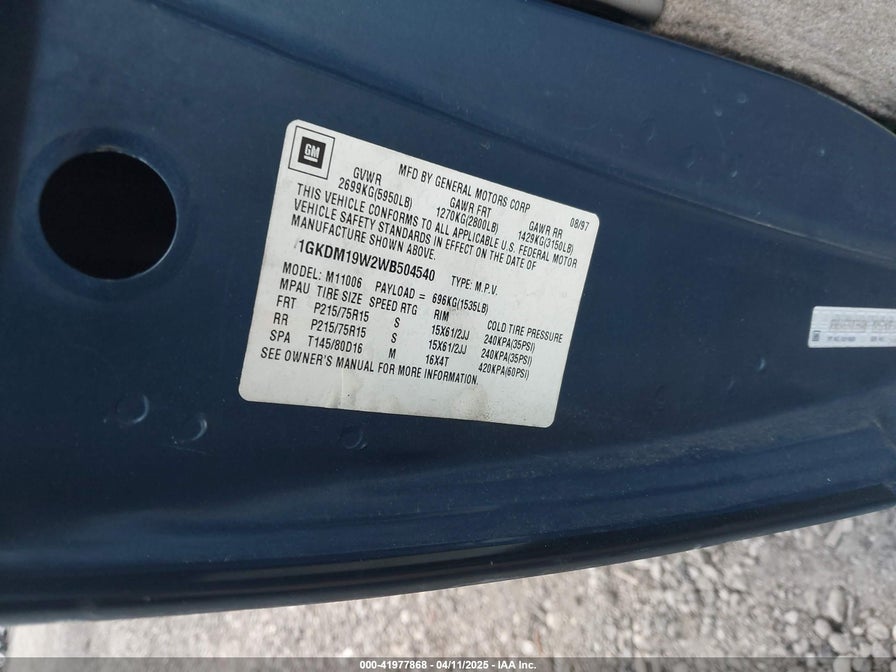 GM
MFD BY GENERAL MOTORS CORP 08/97
GVWR GAWR FRT GAWR RR
2699KG(5950LB) 1270KG(2800LB) 1429KG(3150LB)
THIS VEHICLE CONFORMS TO ALL APPLICABLE U.S. FEDERAL MOTOR
VEHICLE SAFETY STANDARDS IN EFFECT ON THE DATE OF
MANUFACTURE SHOWN ABOVE.
1GKDM19W2WB504540 TYPE: M.P.V.
MODEL: M11006 PAYLOAD = 696KG(1535LB)
MPAU TIRE SIZE SPEED RTG RIM COLD TIRE PRESSURE
FRT P215/75R15 S 15X61/2JJ 240KPA(35PSI)
RR P215/75R15 S 15X61/2JJ 240KPA(35PSI)
SPA T145/80D16 M 16X4T 420KPA(60PSI)
SEE OWNER'S MANUAL FOR MORE INFORMATION.
000-41977868 - 04/11/2025 - IAA Inc.